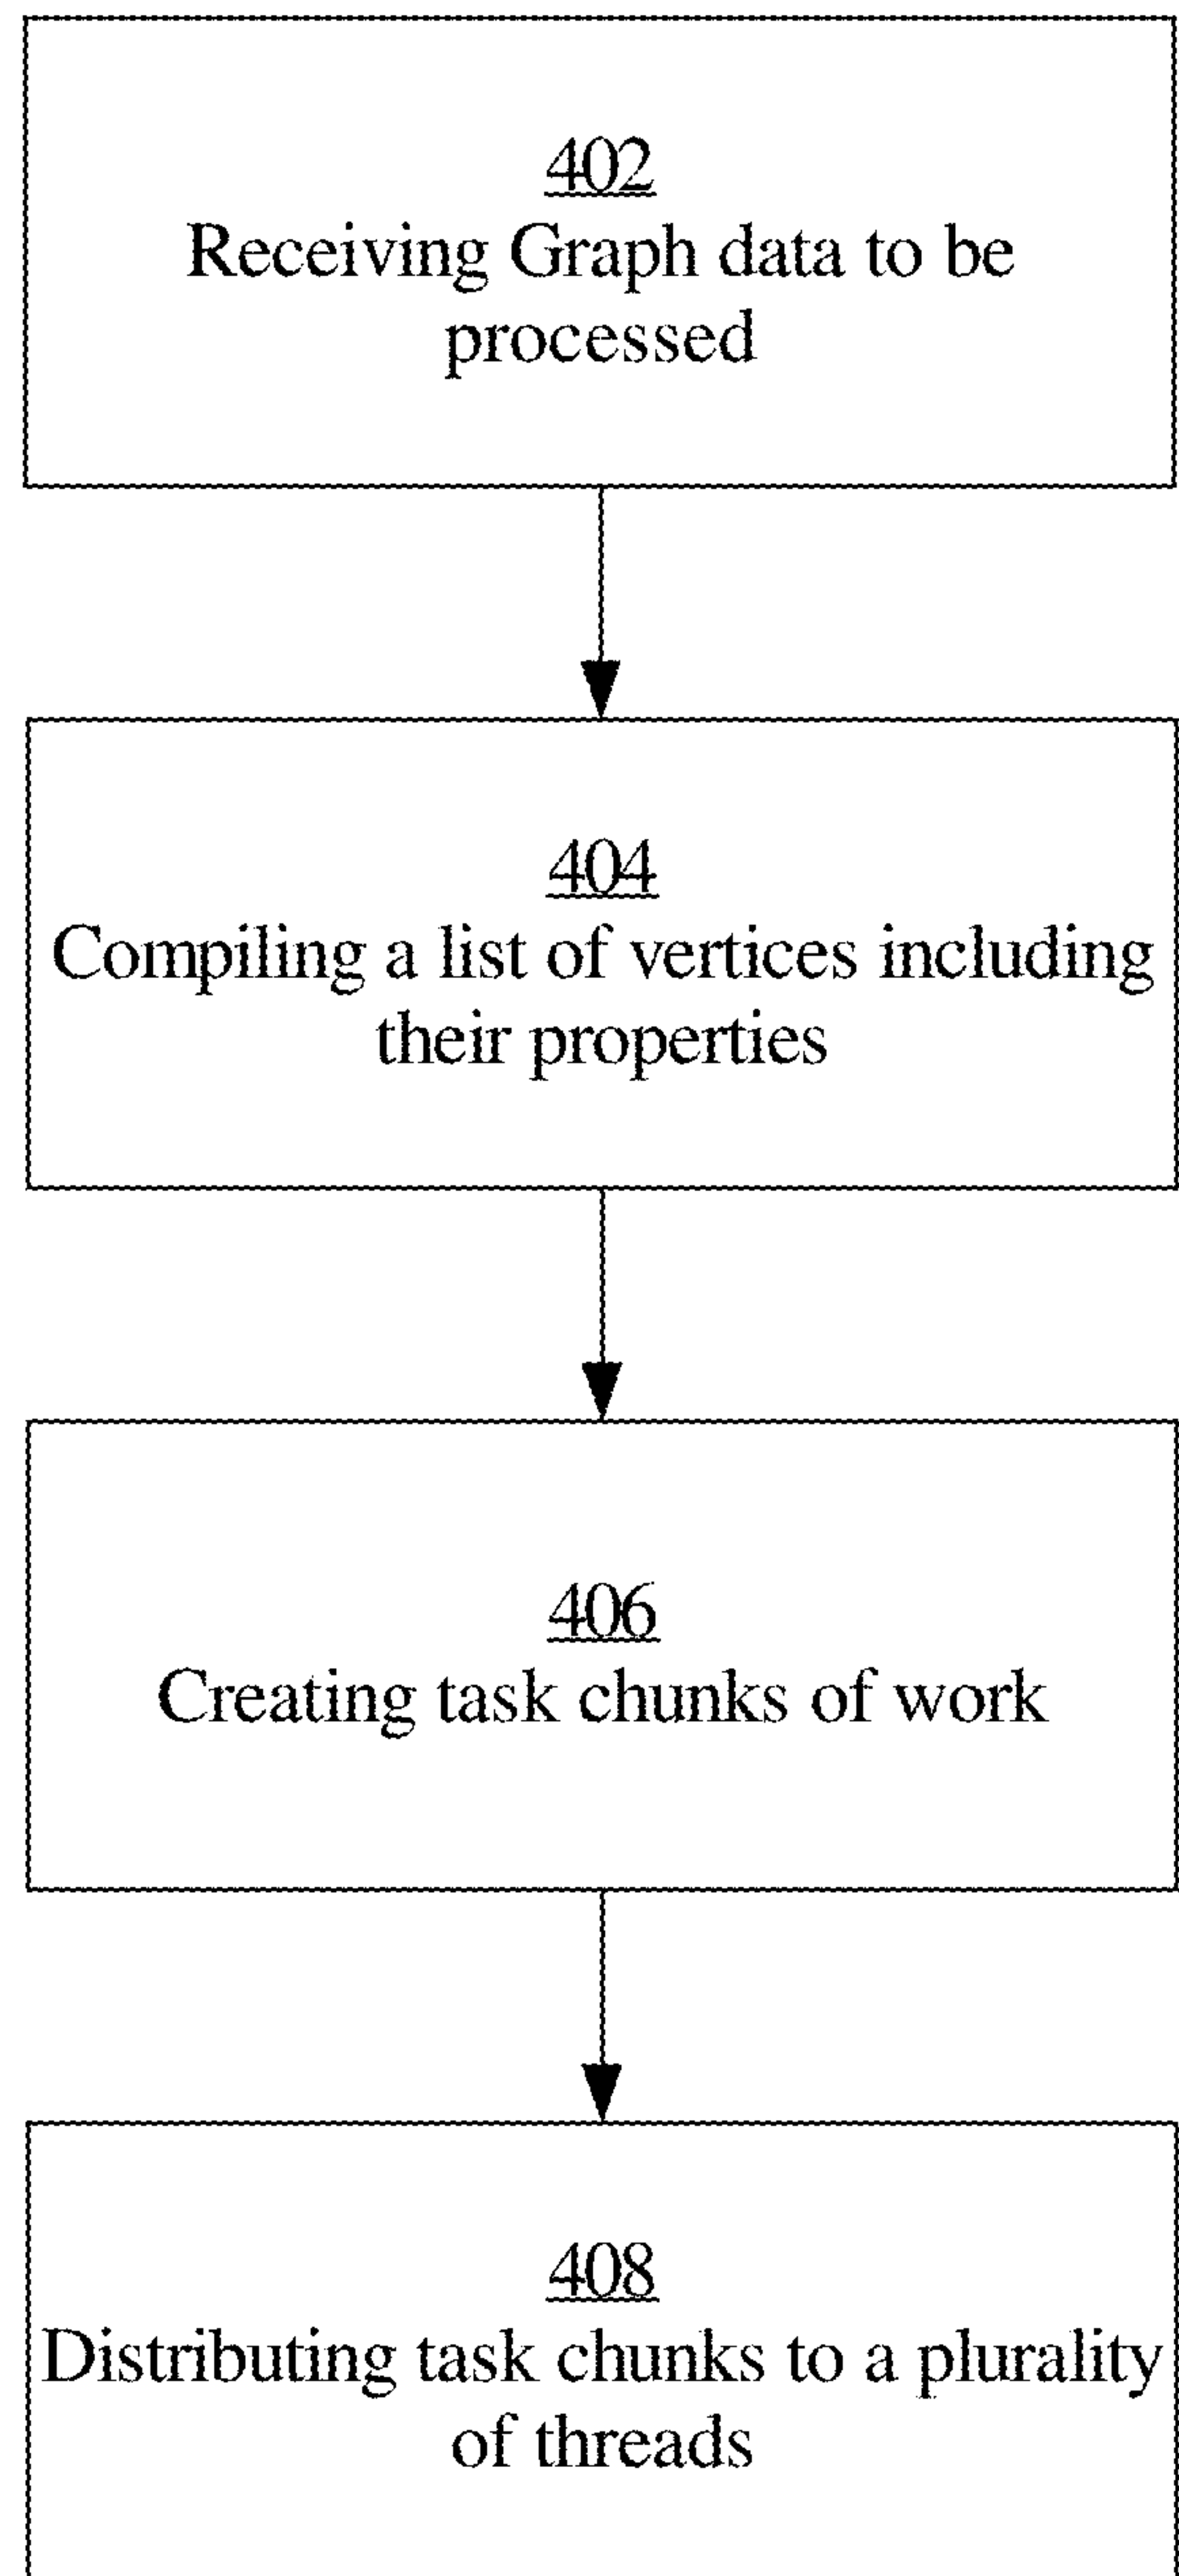 402
Receiving Graph data to be
processed
404
Compiling a list of vertices including
their properties
406
Creating task chunks of work
408
Distributing task chunks to a plurality
of threads